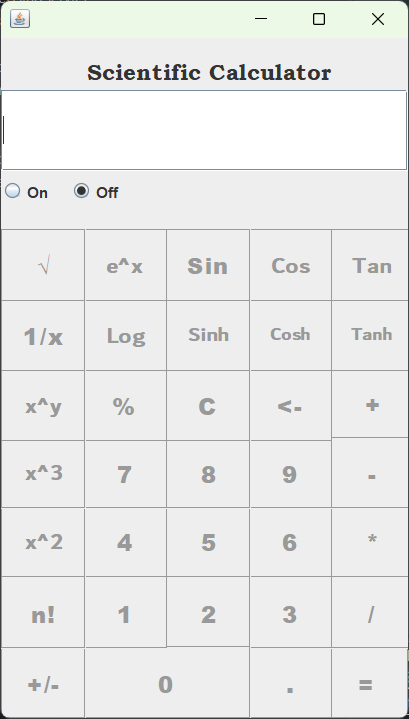 Scientific Calculator
On Off
√ e^x Sin Cos Tan
1/x Log Sinh Cosh Tanh
x^y % C <- +
x^3 7 8 9 -
x^2 4 5 6 *
n! 1 2 3 /
+/- 0 . =